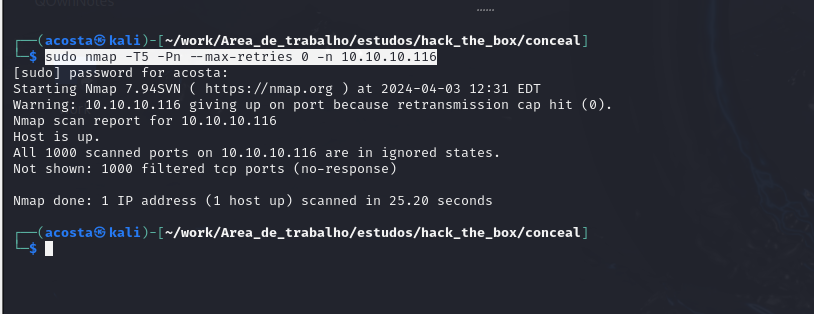 ┌──(acosta㉿kali)-[~/work/Area_de_trabalho/estudos/hack_the_box/conceal]
└─$ sudo nmap -T5 -Pn --max-retries 0 -n 10.10.10.116
[sudo] password for acosta:
Starting Nmap 7.94SVN ( https://nmap.org ) at 2024-04-03 12:31 EDT
Warning: 10.10.10.116 giving up on port because retransmission cap hit (0).
Nmap scan report for 10.10.10.116
Host is up.
All 1000 scanned ports on 10.10.10.116 are in ignored states.
Not shown: 1000 filtered tcp ports (no-response)
Nmap done: 1 IP address (1 host up) scanned in 25.20 seconds
┌──(acosta㉿kali)-[~/work/Area_de_trabalho/estudos/hack_the_box/conceal]
└─$